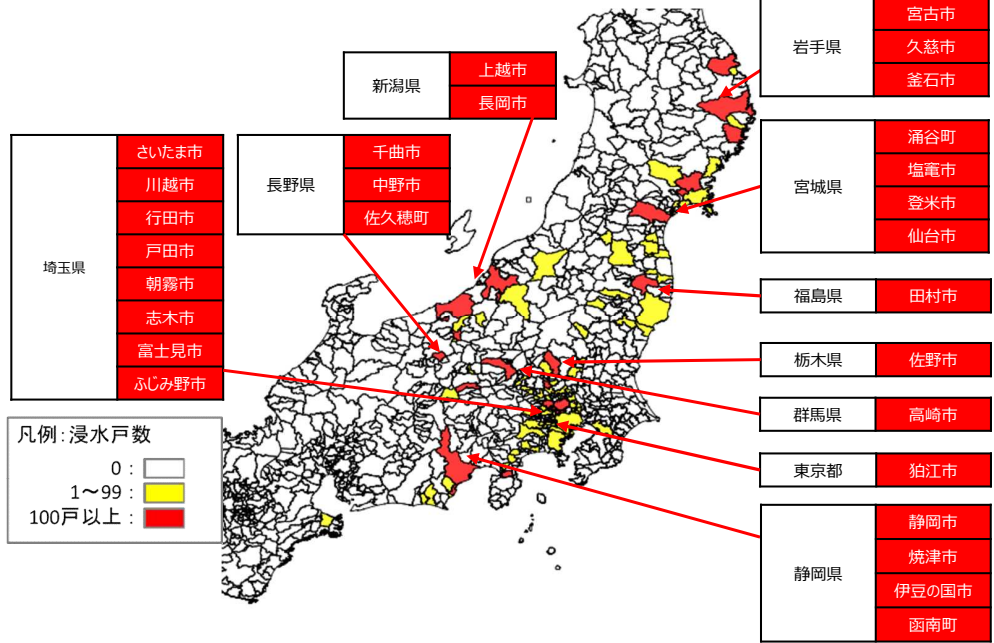 岩手県
宮古市
久慈市
釜石市
新潟県
上越市
長岡市
埼玉県
さいたま市
川越市
行田市
戸田市
朝霧市
志木市
富士見市
ふじみ野市
長野県
千曲市
中野市
佐久穂町
宮城県
涌谷町
塩竈市
登米市
仙台市
福島県
田村市
栃木県
佐野市
群馬県
高崎市
東京都
狛江市
静岡県
静岡市
焼津市
伊豆の国市
函南町
凡例:浸水戸数
0:
1～99:
100戸以上: